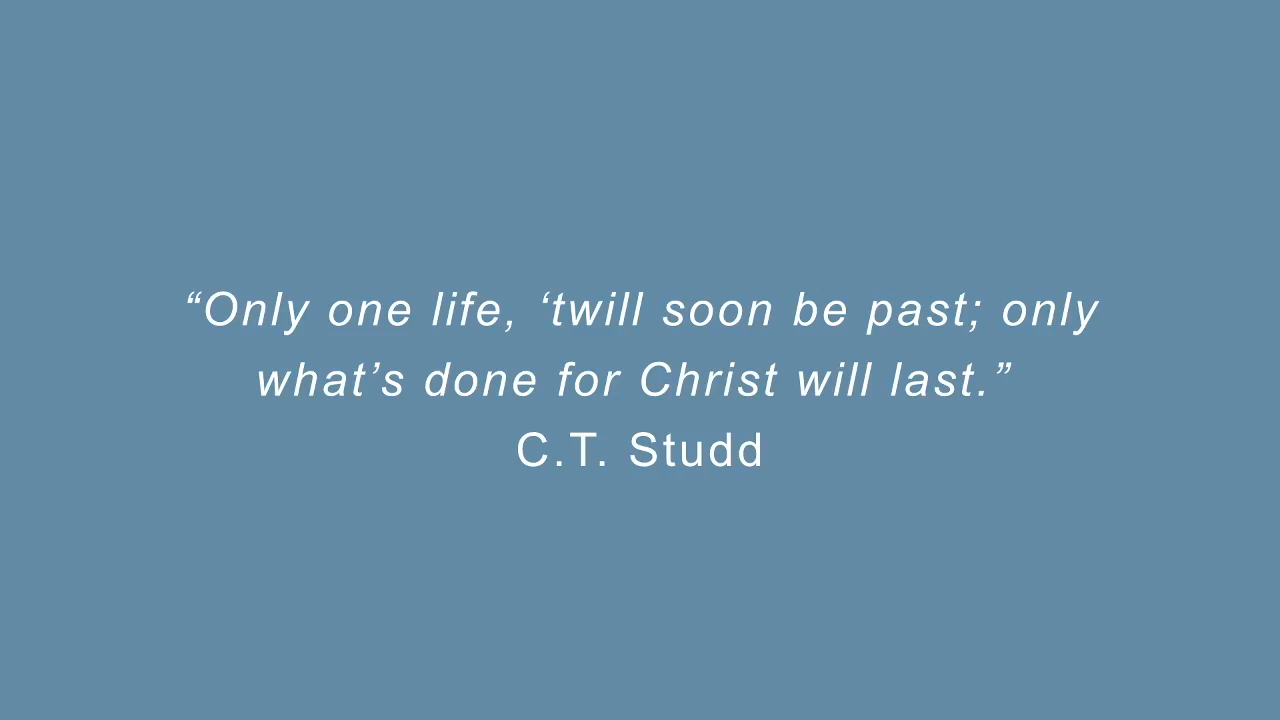 “Only one life, ‘twill soon be past; only
what’s done for Christ will last.”
C.T. Studd